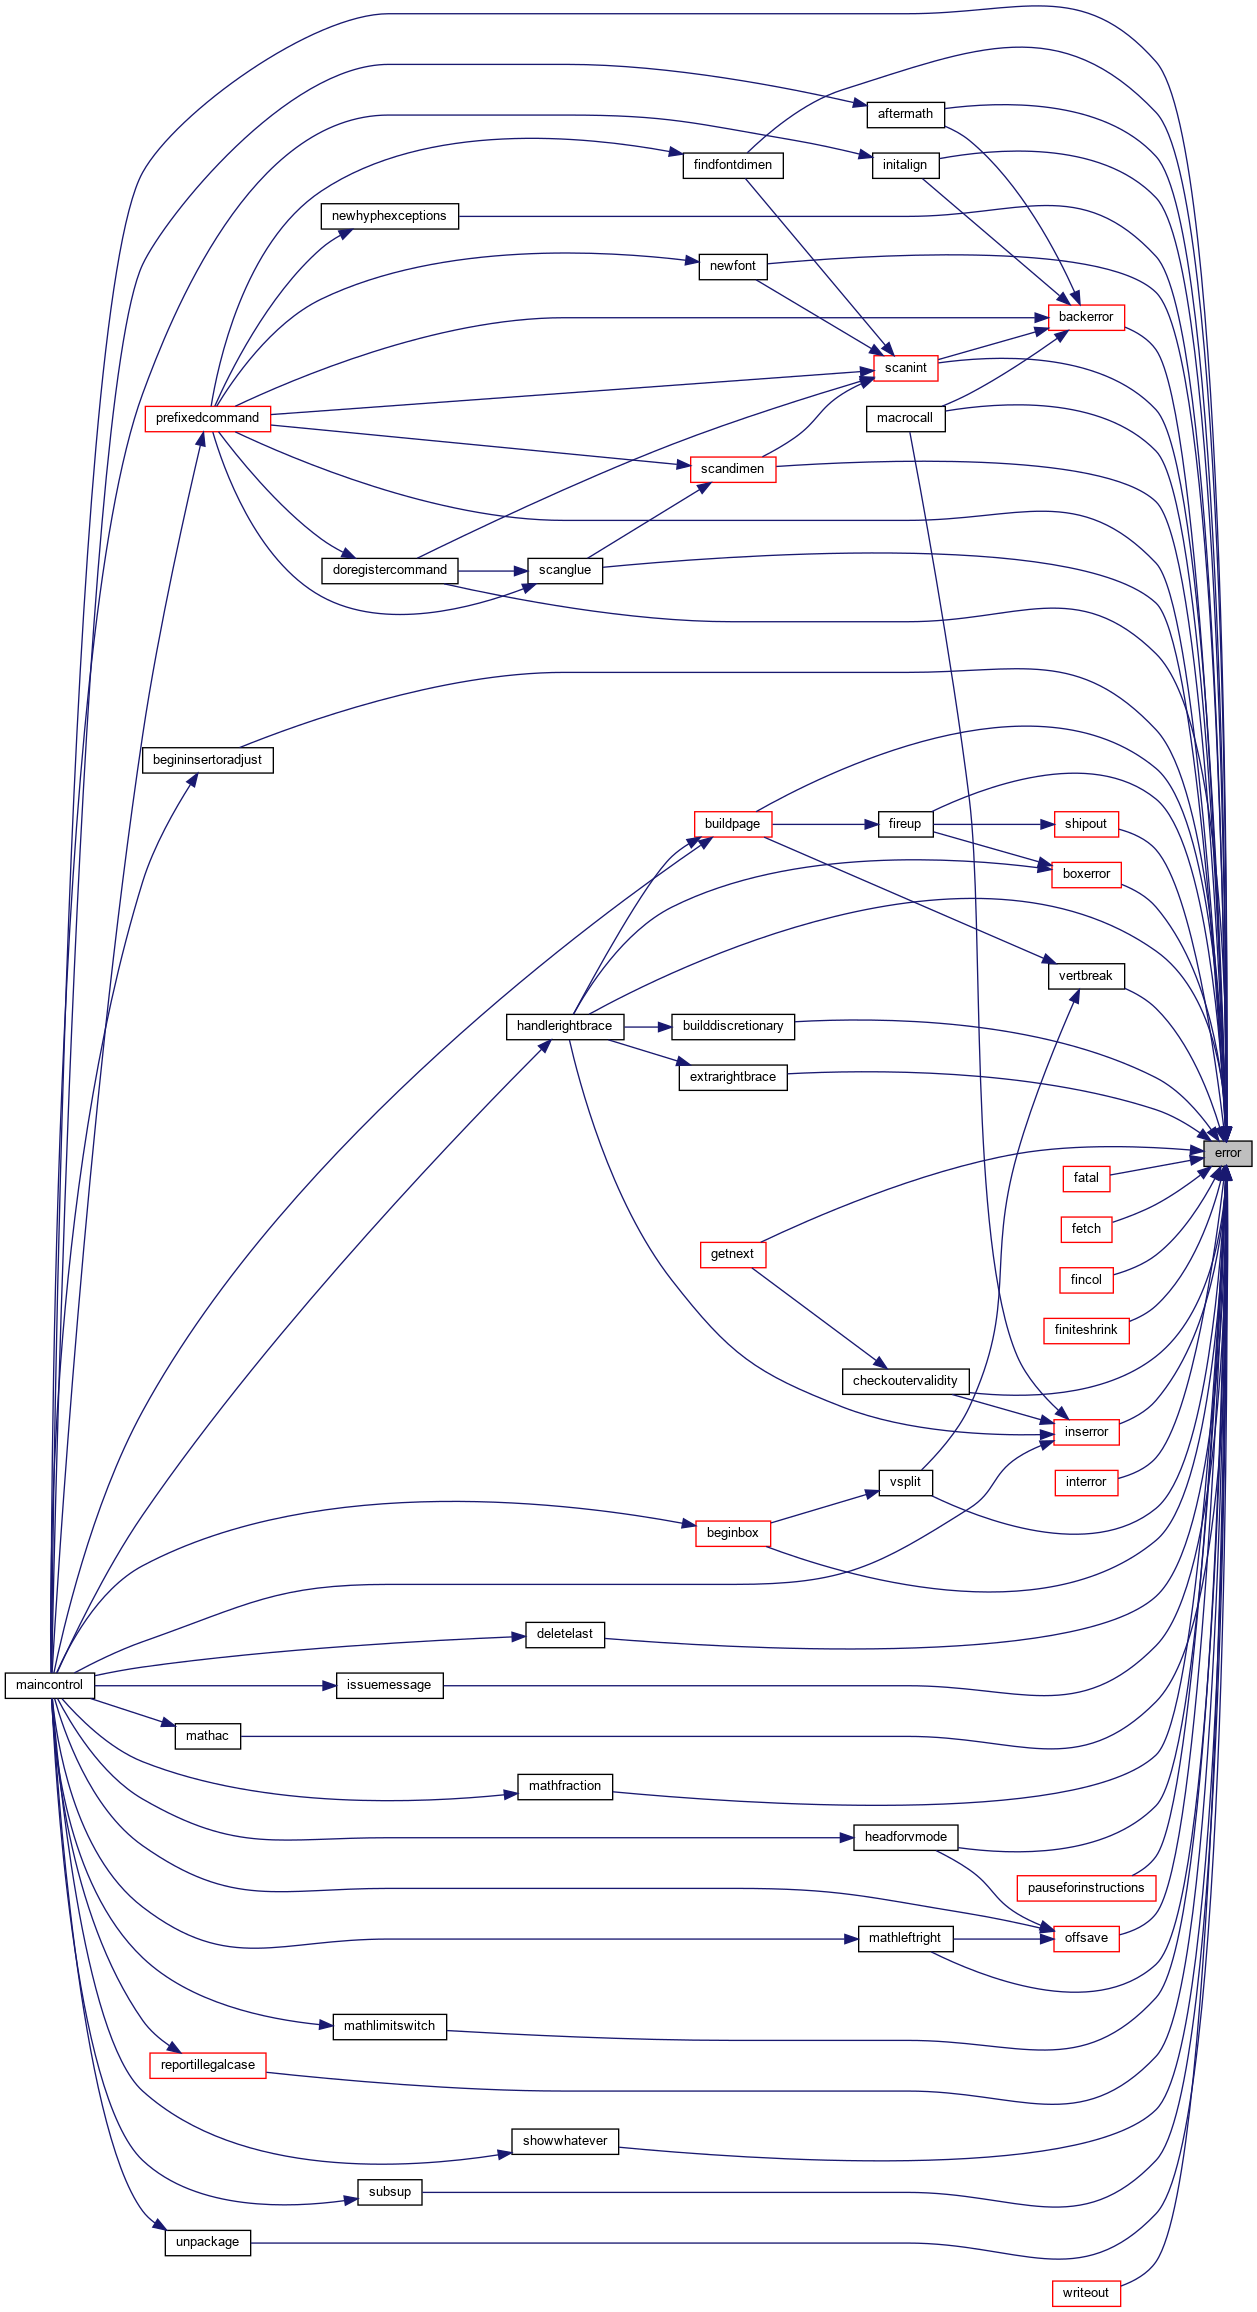 aftermath
findfontdimen
initalign
newhyphexceptions
newfont
backerror
scanint
prefixedcommand
macrocall
scandimen
doregistercommand
scanglue
begininsertoradjust
buildpage
fireup
shipout
boxerror
vertbreak
handlerightbrace
builddiscretionary
extrarightbrace
error
fatal
fetch
getnext
fincol
finiteshrink
checkoutervalidity
inserror
vsplit
interror
beginbox
deletelast
maincontrol
issuemessage
mathac
mathfraction
headforvmode
pauseforinstructions
mathleftright
offsave
mathlimitswitch
reportillegalcase
showwhatever
subsup
unpackage
writeout